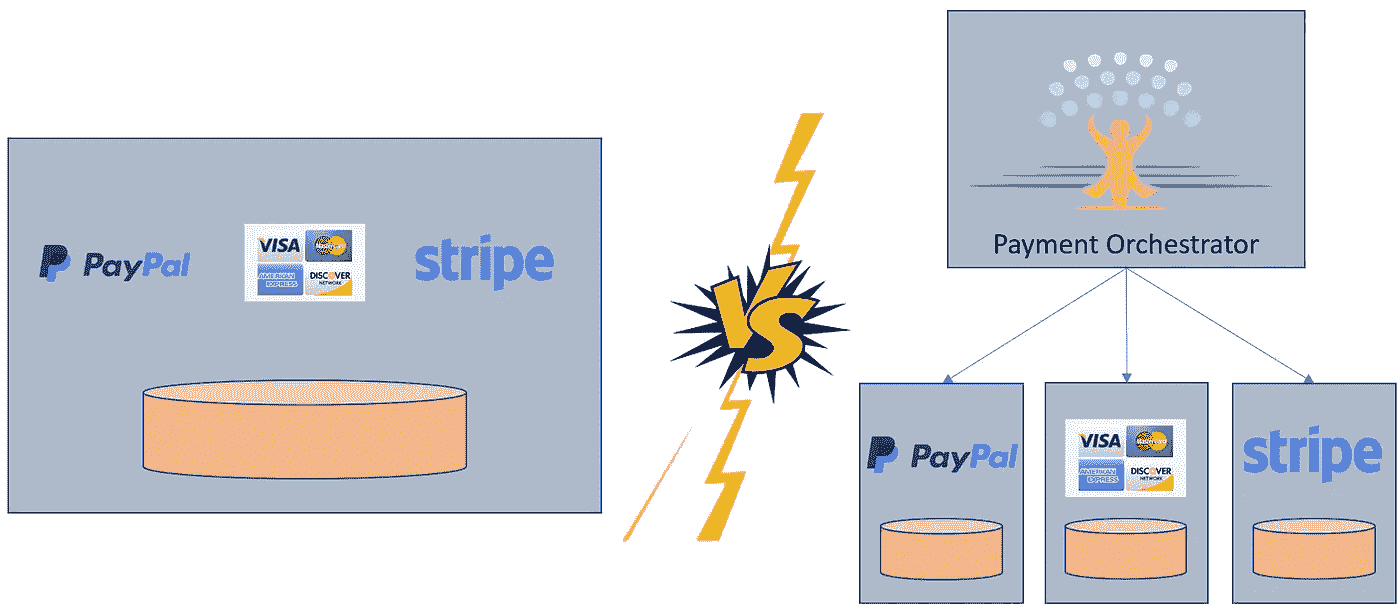 PayPal
VISA
MasterCard
AMERICAN
EXPRESS
DISCOVER
NETWORK
stripe
VS
Payment Orchestrator
PayPal
VISA
MasterCard
AMERICAN
EXPRESS
DISCOVER
NETWORK
stripe